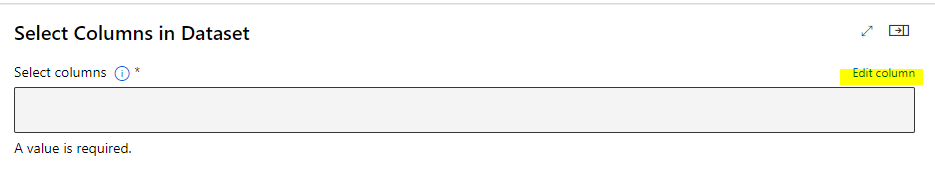 Select Columns in Dataset
Select columns * Edit column
A value is required.